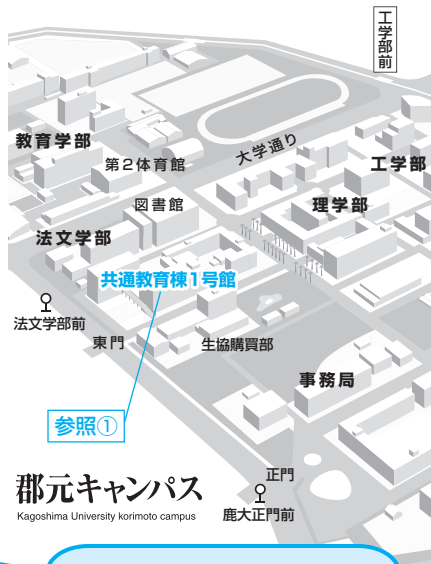 工学部前
教育学部
第2体育館
大学通り
工学部
図書館
理学部
法文学部
共通教育棟1号館
法文学部前
東門
生協購買部
事務局
参照①
郡元キャンパス
Kagoshima University korimoto campus
正門
鹿大正門前